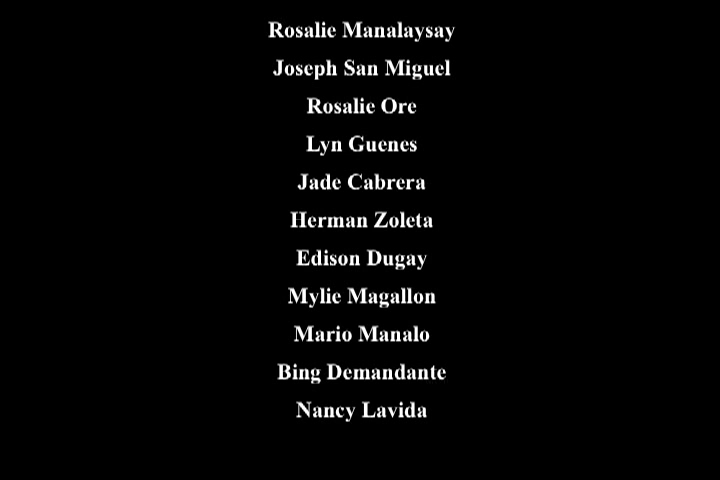 Rosalie Manalaysay
Joseph San Miguel
Rosalie Ore
Lyn Guenes
Jade Cabrera
Herman Zoleta
Edison Dugay
Mylie Magallon
Mario Manalo
Bing Demandante
Nancy Lavida